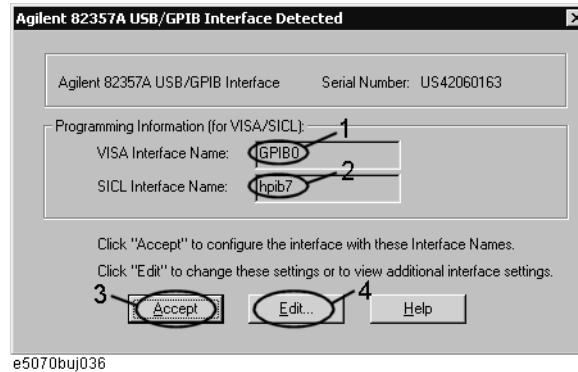 Agilent 82357A USB/GPIB Interface Detected
Agilent 82357A USB/GPIB Interface Serial Number: US42060163
Programming Information (for VISA/SICL): 1
VISA Interface Name: GPIB0
2
SICL Interface Name: hpib7
Click "Accept" to configure the interface with these Interface Names.
Click "Edit" to change these settings or to view additional interface settings.
3 4
Accept Edit... Help
e5070buj036